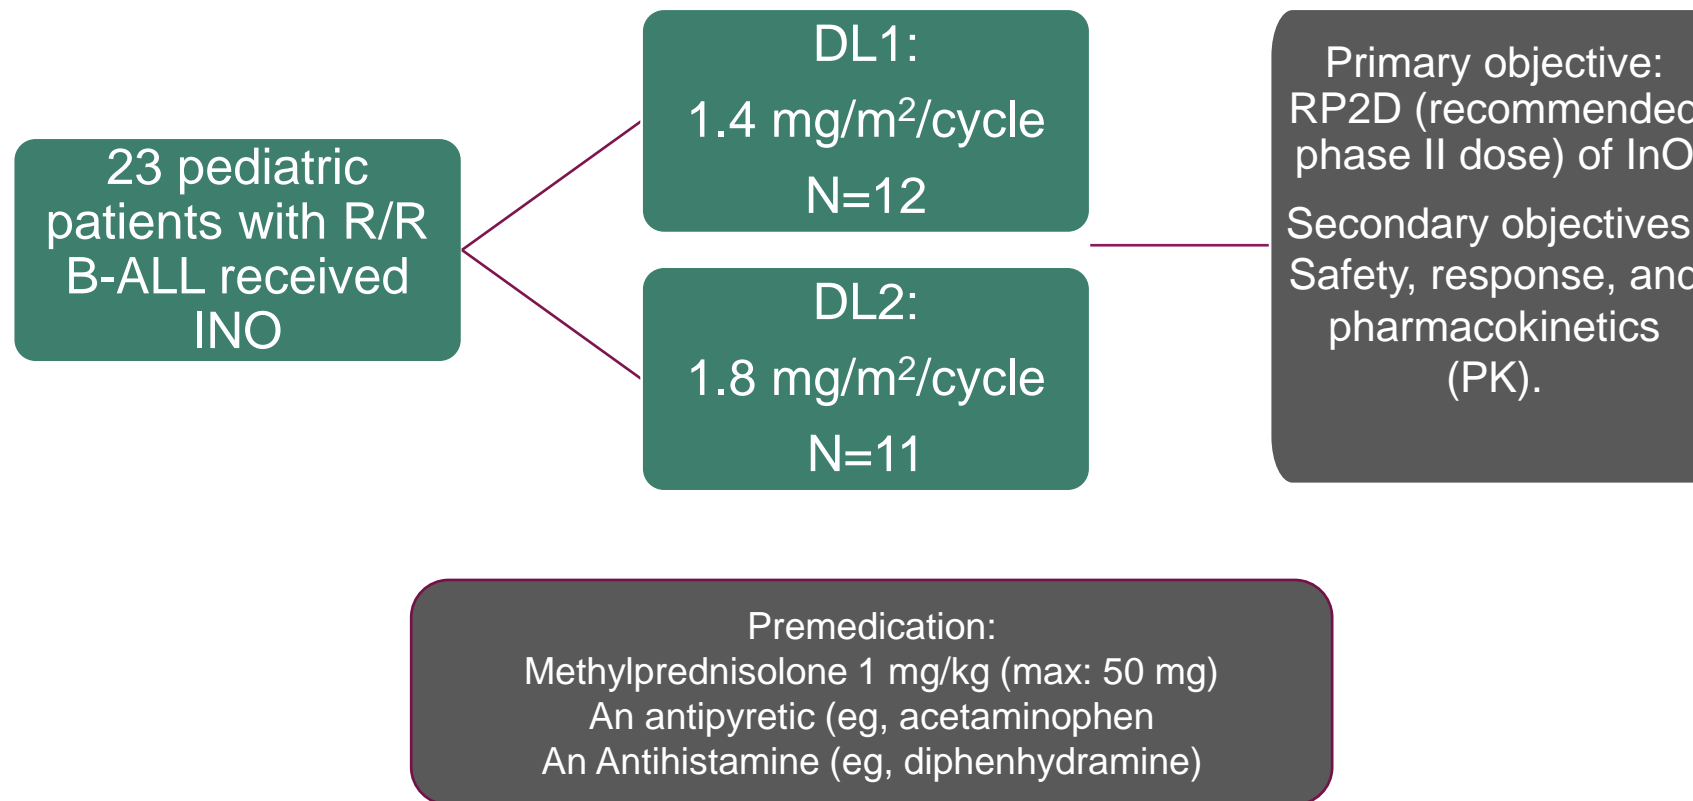 23 pediatric
patients with R/R
B-ALL received
INO
DL1:
1.4 mg/m²/cycle
N=12
DL2:
1.8 mg/m²/cycle
N=11
Primary objective:
RP2D (recommended
phase II dose) of InO
Secondary objectives
Safety, response, and
pharmacokinetics
(PK).
Premedication:
Methylprednisolone 1 mg/kg (max: 50 mg)
An antipyretic (eg, acetaminophen
An Antihistamine (eg, diphenhydramine)